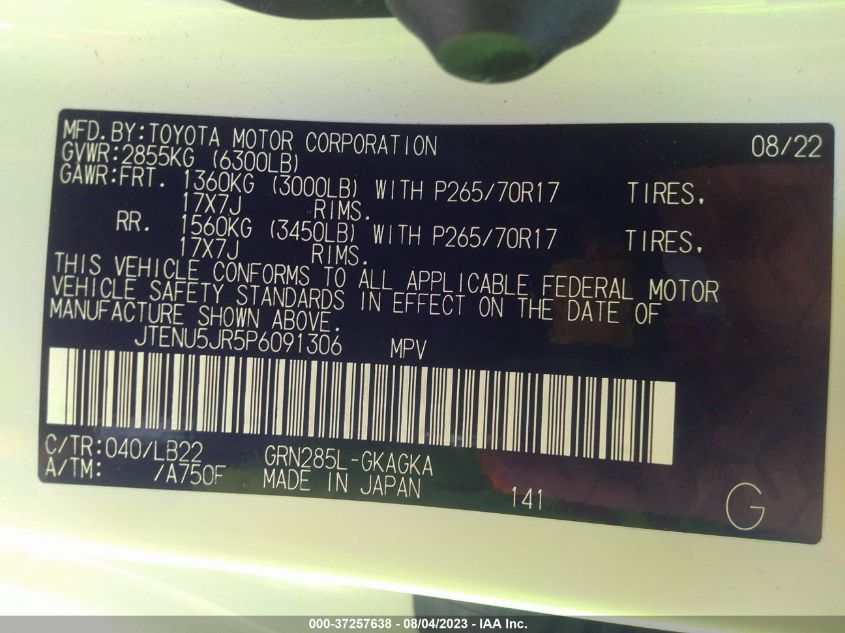 MFD. BY: TOYOTA MOTOR CORPORATION 08/22
GVWR: 2855KG (6300LB)
GAWR: FRT. 1360KG (3000LB) WITH P265/70R17 TIRES.
17X7J RIMS.
RR. 1560KG (3450LB) WITH P265/70R17 TIRES.
17X7J RIMS.
THIS VEHICLE CONFORMS TO ALL APPLICABLE FEDERAL MOTOR
VEHICLE SAFETY STANDARDS IN EFFECT ON THE DATE OF
MANUFACTURE SHOWN ABOVE.
JTENU5JR5P6091306 MPV
C/TR: 040/LB22 GRN285L-GKAGKA
A/TM: /A750F MADE IN JAPAN 141 G
000-37257638 - 08/04/2023 - IAA Inc.